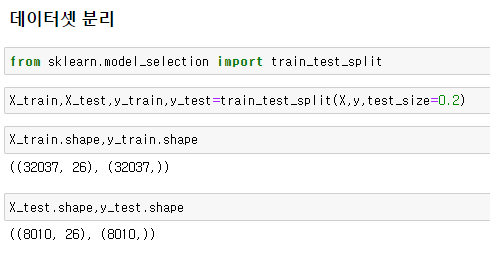 데이터셋 분리
from sklearn.model_selection import train_test_split
X_train,X_test,y_train,y_test=train_test_split(X,y,test_size=0.2)
X_train.shape,y_train.shape
((32037, 26), (32037,))
X_test.shape,y_test.shape
((8010, 26), (8010,))